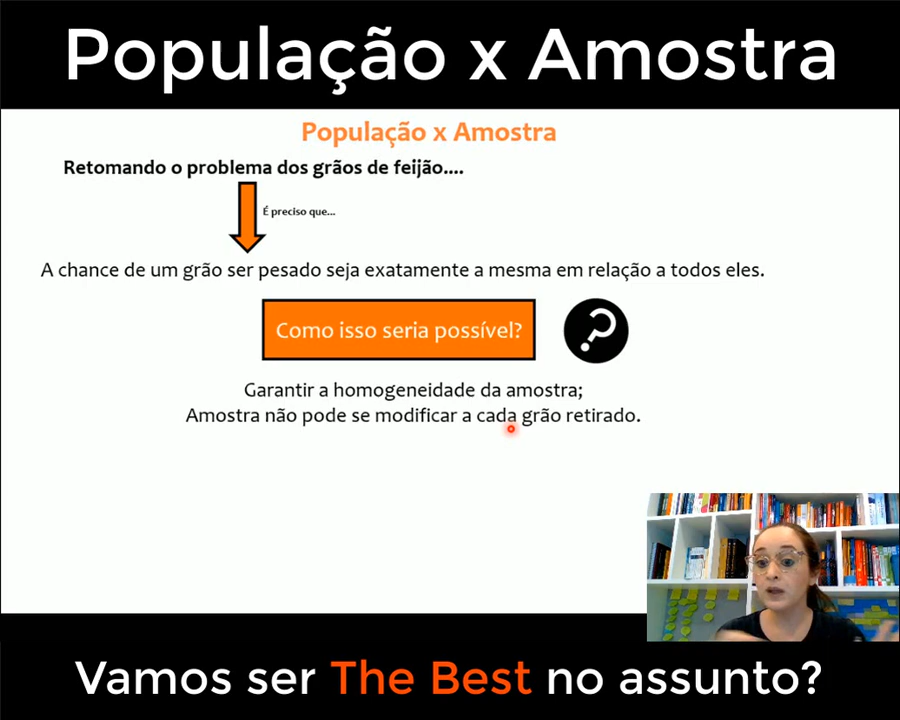 População x Amostra
População x Amostra
Retomando o problema dos grãos de feijão....
É preciso que...
A chance de um grão ser pesado seja exatamente a mesma em relação a todos eles.
Como isso seria possível?
?
Garantir a homogeneidade da amostra;
Amostra não pode se modificar a cada grão retirado.
Vamos ser The Best no assunto?